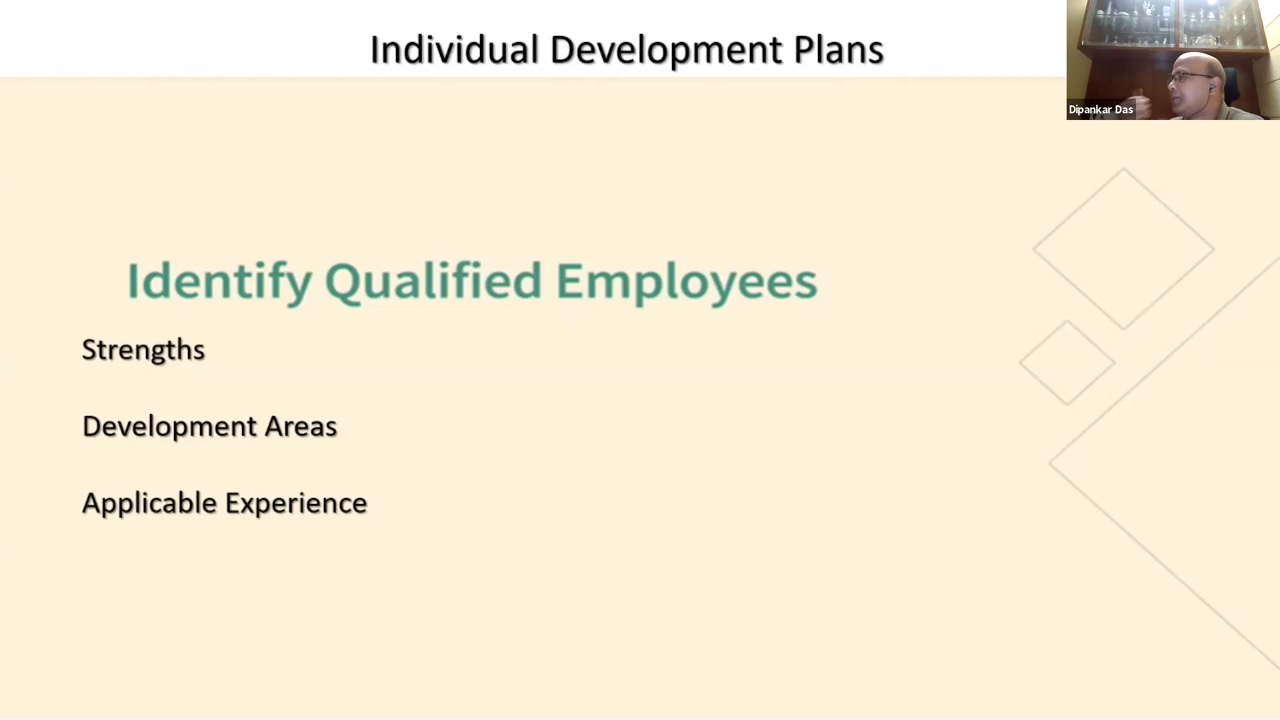 Individual Development Plans
Dipankar Das
Identify Qualified Employees
Strengths
Development Areas
Applicable Experience